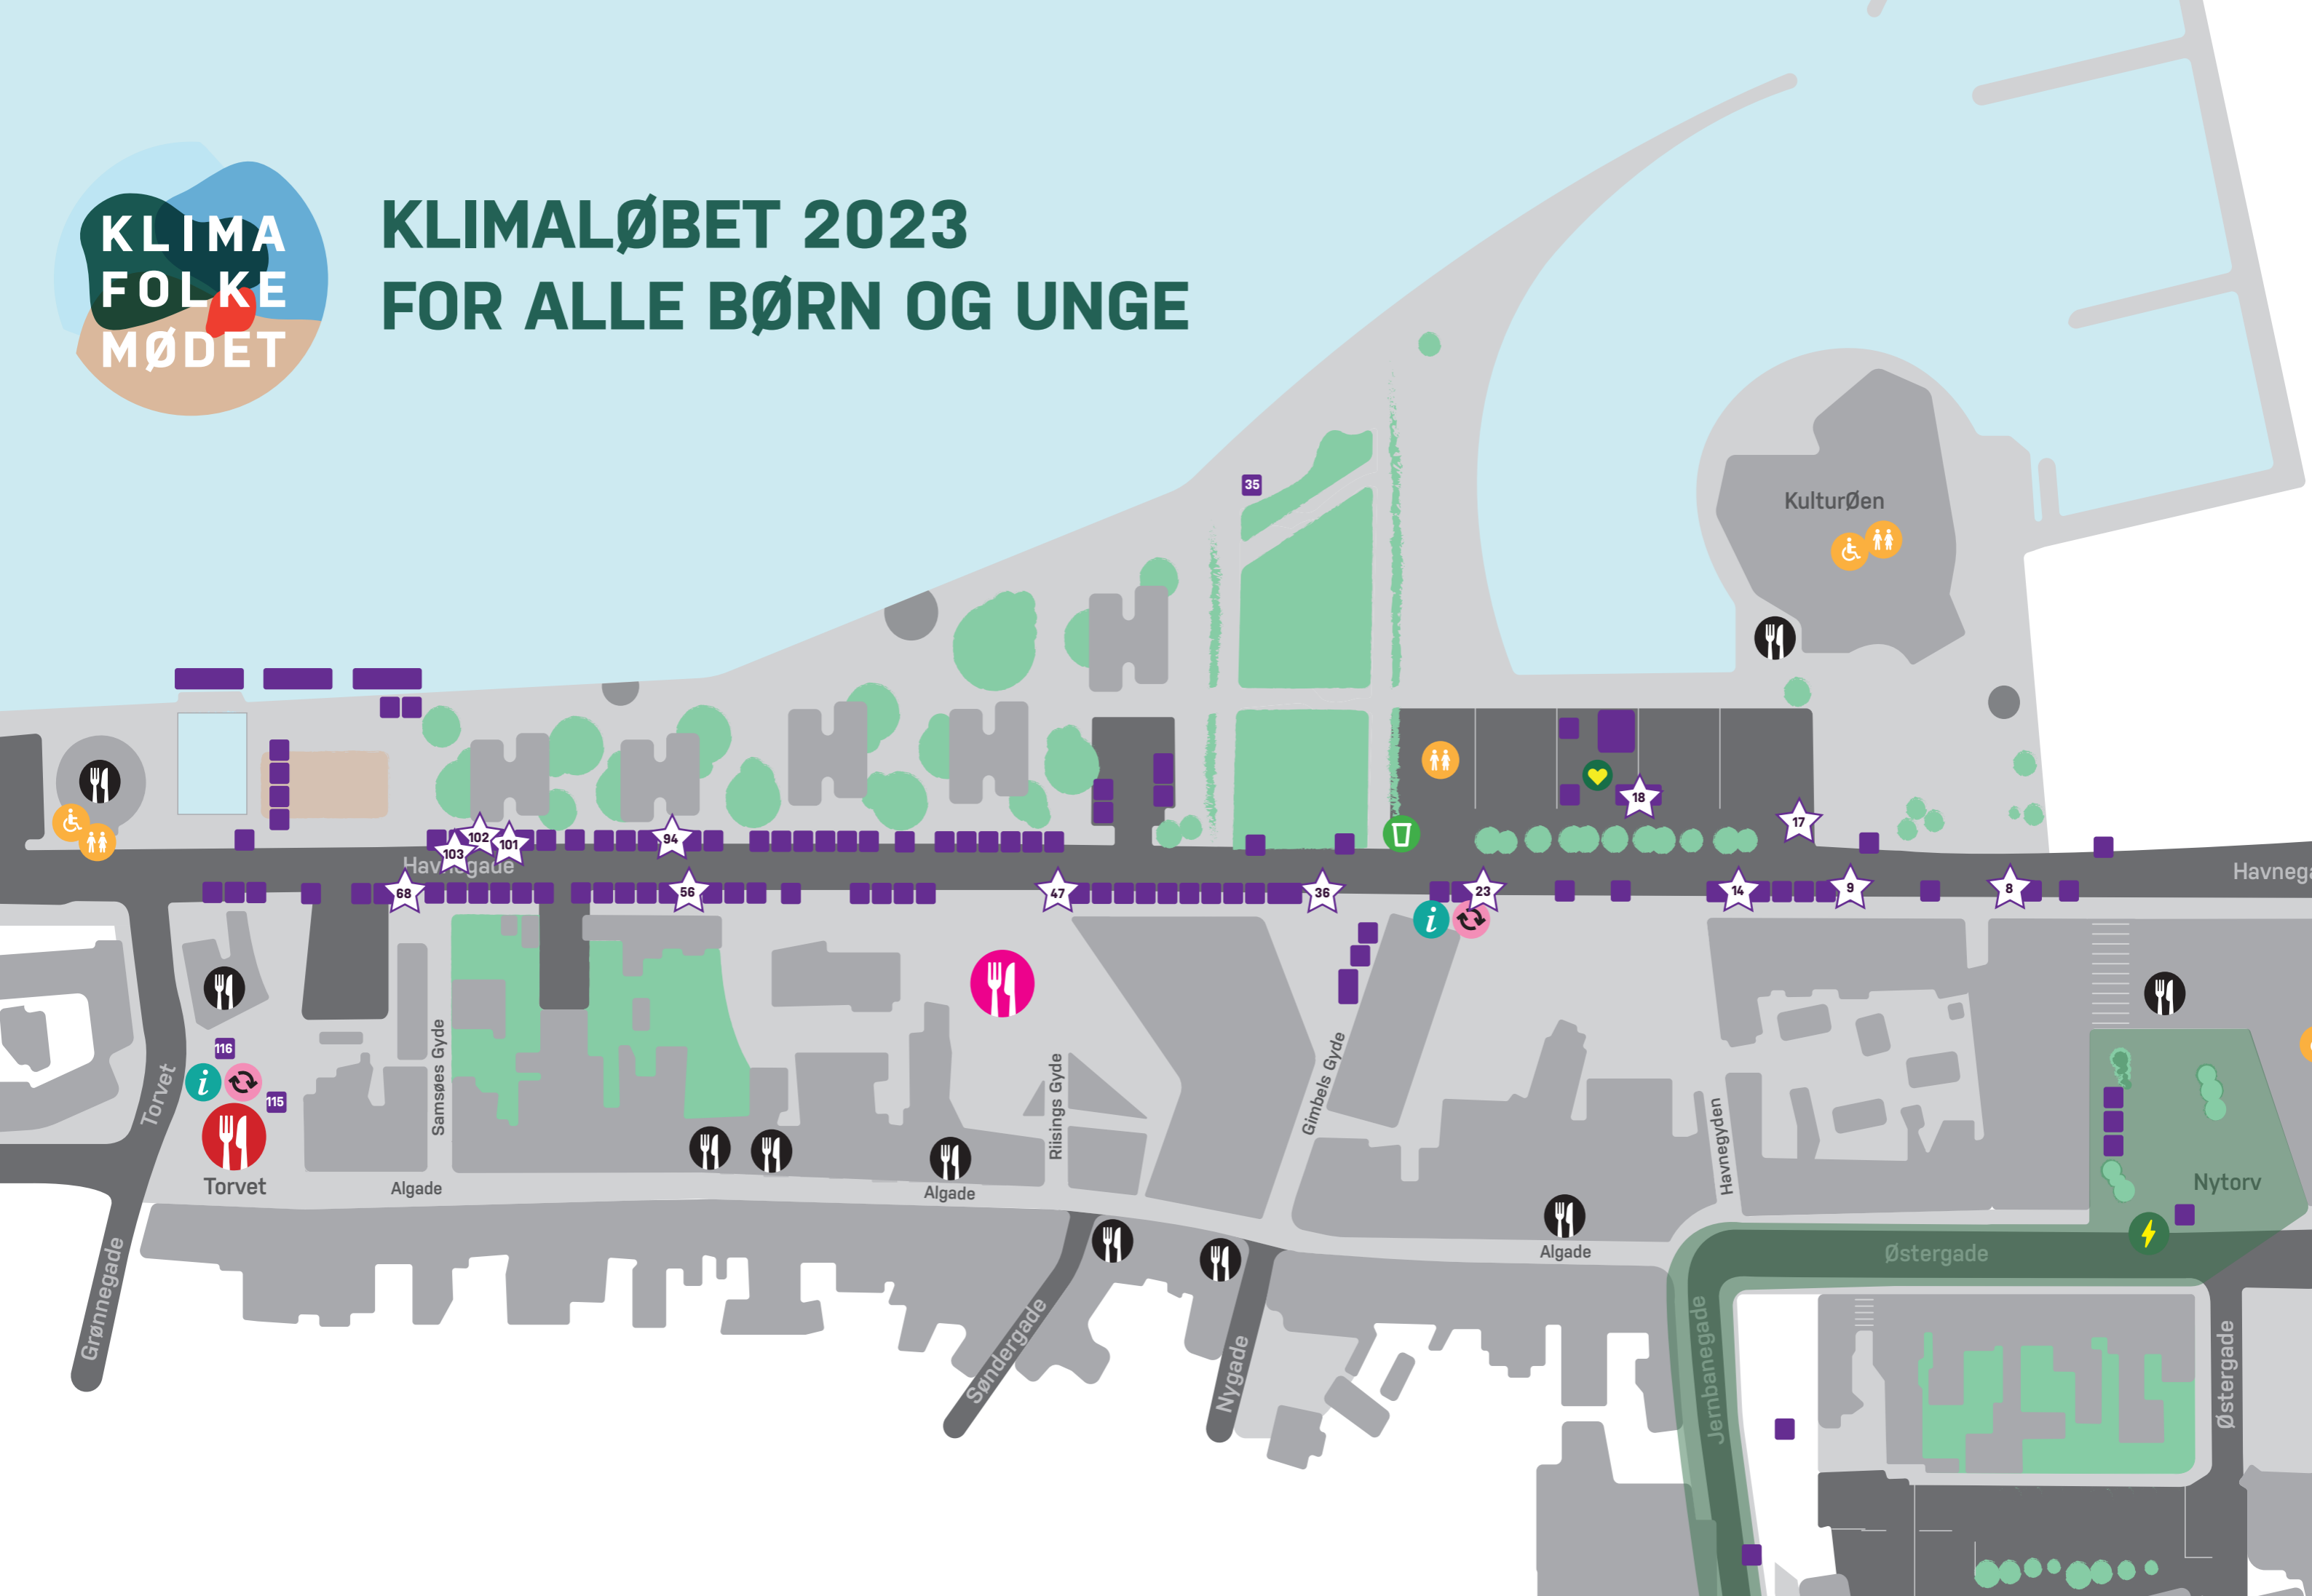 KLIMA
FOLKE
MØDET
KLIMALØBET 2023
FOR ALLE BØRN OG UNGE
35
KulturØen
18
17
102
101
103
94
Havnegade
Havnega
68
56
47
36
23
14
9
8
i
i
116
115
Torvet
Torvet
Samsøes Gyde
Riisings Gyde
Gimbels Gyde
Havnegyden
Algade
Algade
Algade
Nytorv
Østergade
Grønnegade
Søndergade
Nygade
Jernbanegade
Østergade